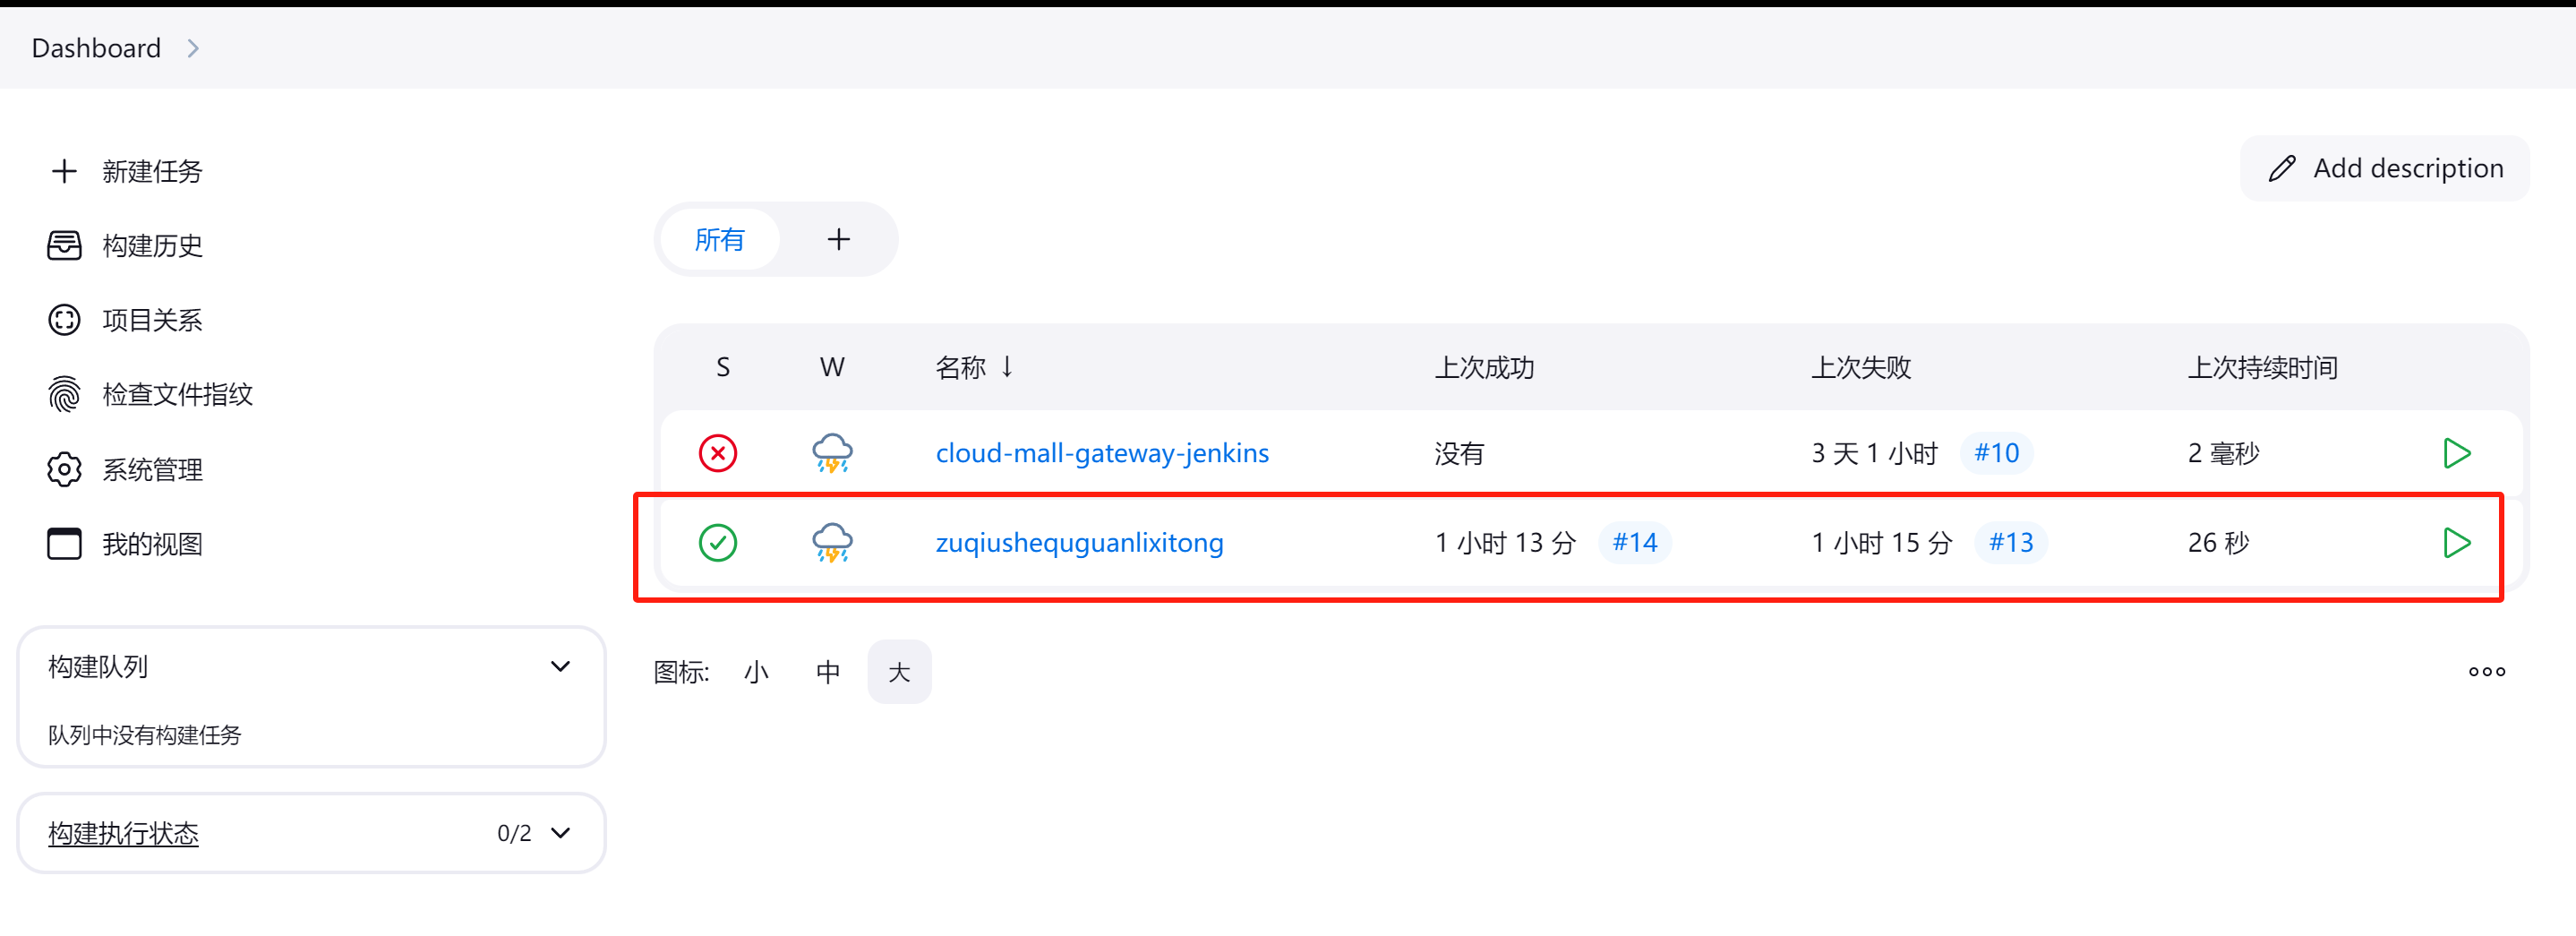 Dashboard
新建任务
构建历史
项目关系
检查文件指纹
系统管理
我的视图
构建队列
队列中没有构建任务
构建执行状态 0/2
Add description
所有 +
S W 名称 ↓ 上次成功 上次失败 上次持续时间
cloud-mall-gateway-jenkins 没有 3 天 1 小时 #10 2 毫秒
zuqiushequguanlixitong 1 小时 13 分 #14 1 小时 15 分 #13 26 秒
图标: 小 中 大